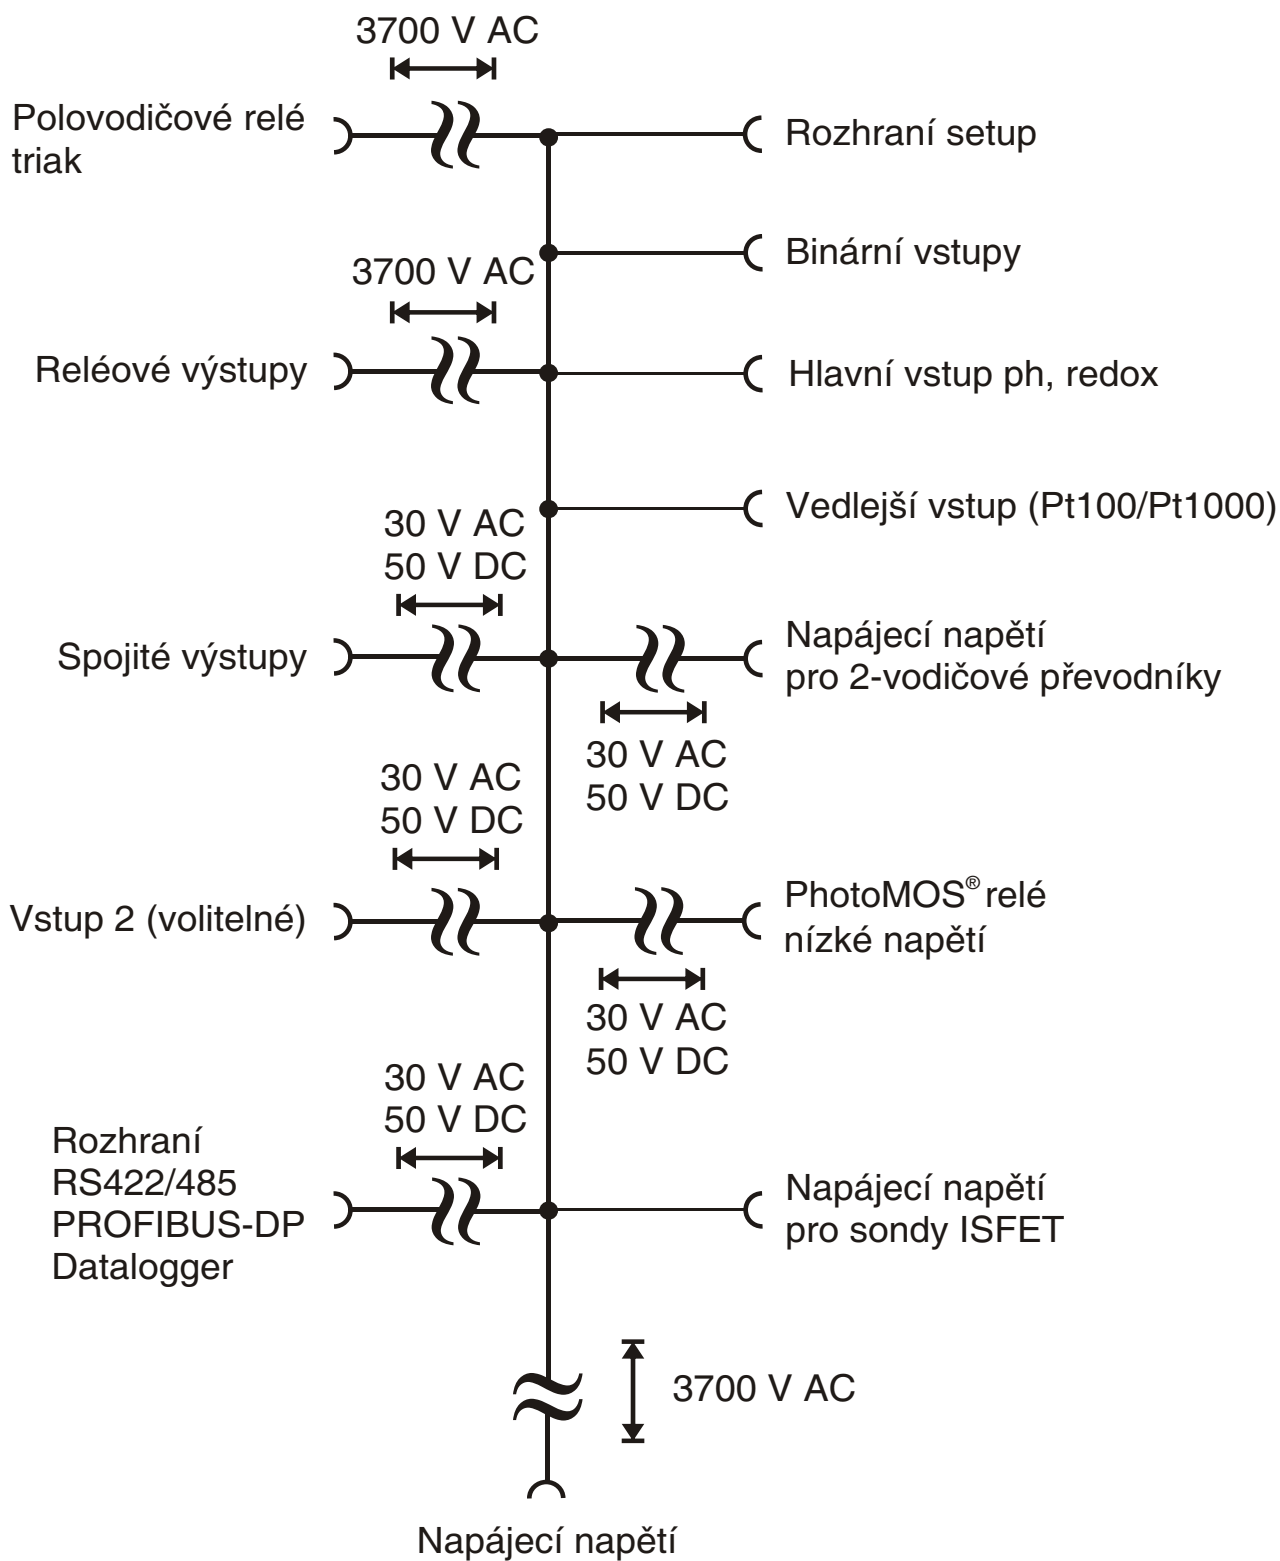 3700 V AC
Polovodičové relé
triak
Rozhraní setup
Binární vstupy
3700 V AC
Reléové výstupy
Hlavní vstup ph, redox
Vedlejší vstup (Pt100/Pt1000)
30 V AC
50 V DC
Spojité výstupy
Napájecí napětí
pro 2-vodičové převodníky
30 V AC
50 V DC
30 V AC
50 V DC
Vstup 2 (volitelné)
PhotoMOS® relé
nízké napětí
30 V AC
50 V DC
30 V AC
50 V DC
Rozhraní
RS422/485
PROFIBUS-DP
Datalogger
Napájecí napětí
pro sondy ISFET
3700 V AC
Napájecí napětí